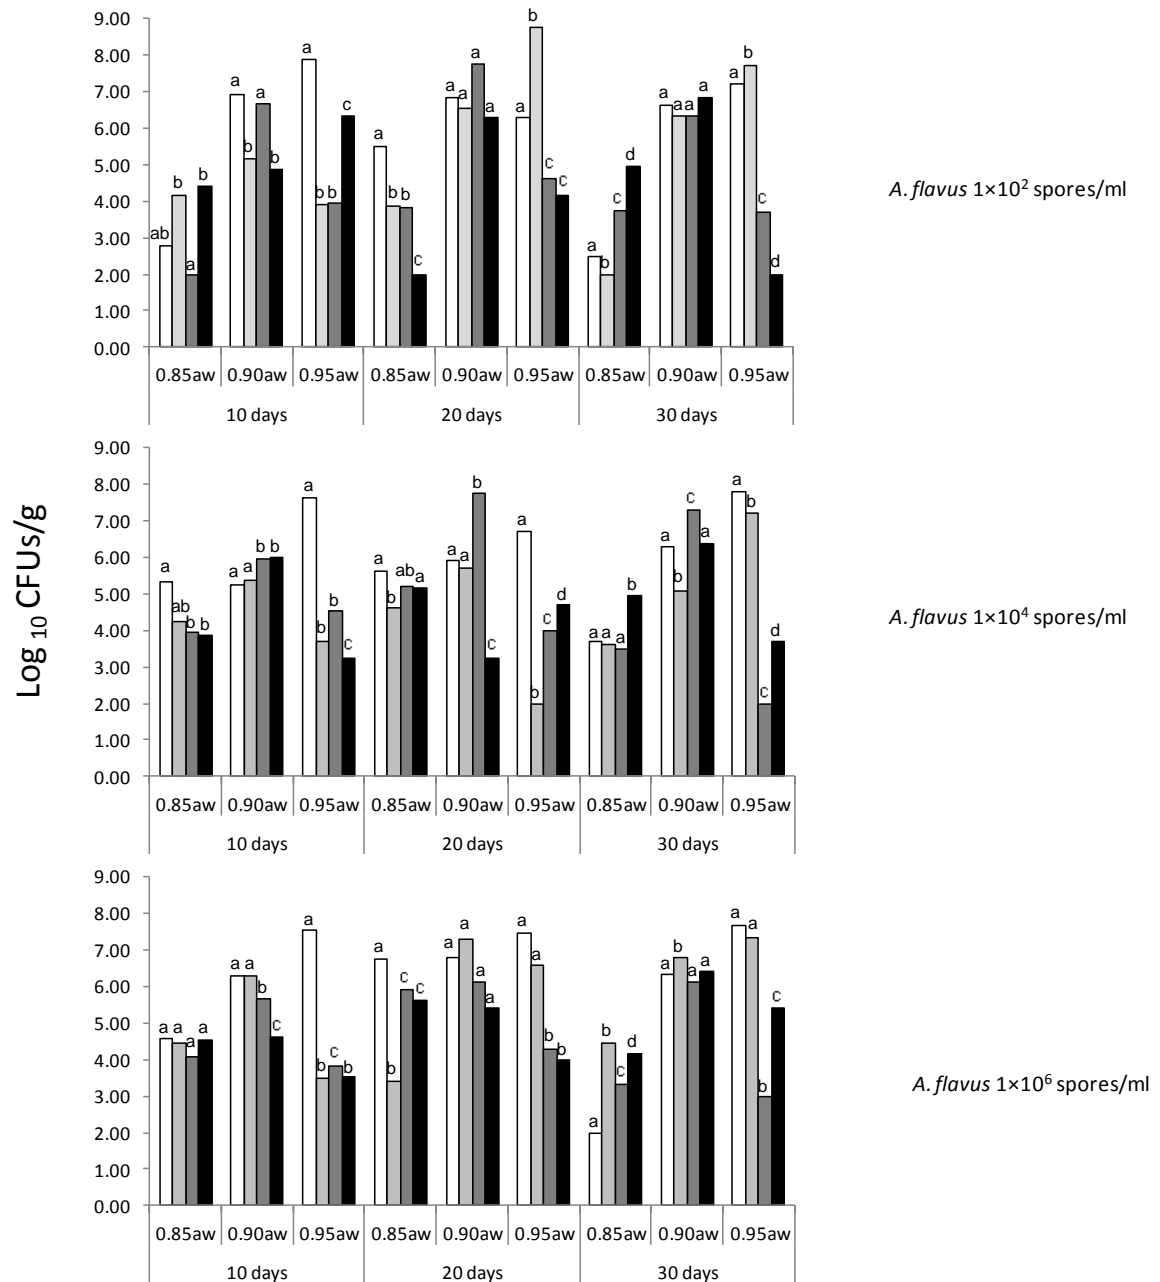 Log 10 CFUs/g
9.00
8.00
7.00
6.00
5.00
4.00
3.00
2.00
1.00
0.00
ab b a b
a b a b
a b b c
a b b c
a a a a
a b c c
a b c d
a a a a
a b c d
0.85aw 0.90aw 0.95aw 0.85aw 0.90aw 0.95aw 0.85aw 0.90aw 0.95aw
10 days 20 days 30 days
A. flavus 1×10² spores/ml
9.00
8.00
7.00
6.00
5.00
4.00
3.00
2.00
1.00
0.00
a ab b b
a a b b
a b b c
a b ab a
a a b c
a b c d
a a a b
a b c a
a b c d
0.85aw 0.90aw 0.95aw 0.85aw 0.90aw 0.95aw 0.85aw 0.90aw 0.95aw
10 days 20 days 30 days
A. flavus 1×10⁴ spores/ml
9.00
8.00
7.00
6.00
5.00
4.00
3.00
2.00
1.00
0.00
a a a a
a a b c
a b c b
a b c c
a a a a
a a b b
a b c d
a b a a
a a b c
0.85aw 0.90aw 0.95aw 0.85aw 0.90aw 0.95aw 0.85aw 0.90aw 0.95aw
10 days 20 days 30 days
A. flavus 1×10⁶ spores/ml